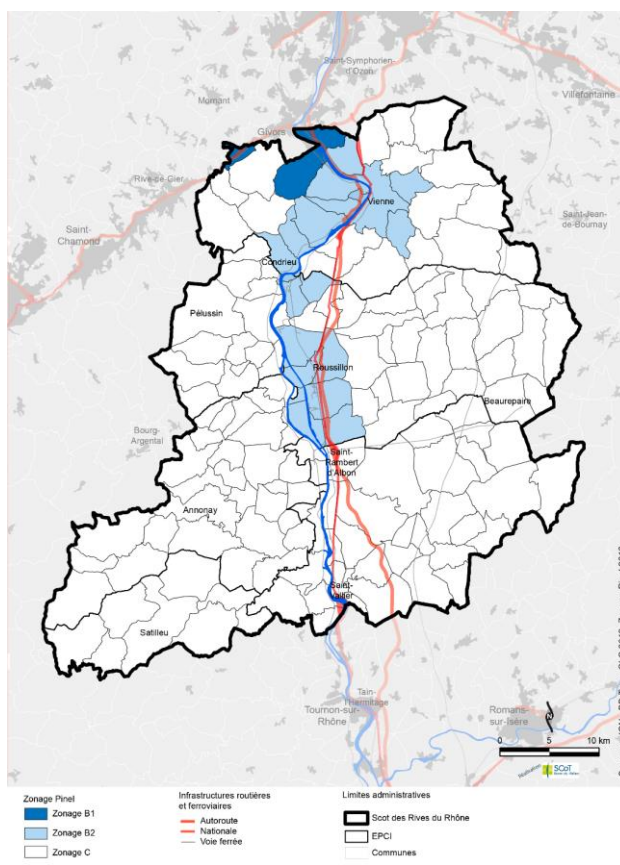 Saint-Symphorien-
d'Ozon
Mornant
Villefontaine
Givors
Rive-de-Gier
Saint-
Chamond
Vienne
Saint-Jean-
de-Bournay
Condrieu
Pélussin
Roussillon
Beaurepaire
Bourg-
Argental
Saint-
Rambert
d'Albon
Annonay
Saint-
Vallier
Satilleu
Tain-
l'Hermitage
Tournon-sur-
Rhône
Romans-
sur-Isère
N
0 5 10 km
Réalisation
SCoT
Zonage Pinel
Zonage B1
Zonage B2
Zonage C
Infrastructures routières
et ferroviaires
Autoroute
Nationale
Voie ferrée
Limites administratives
Scot des Rives du Rhône
EPCI
Communes